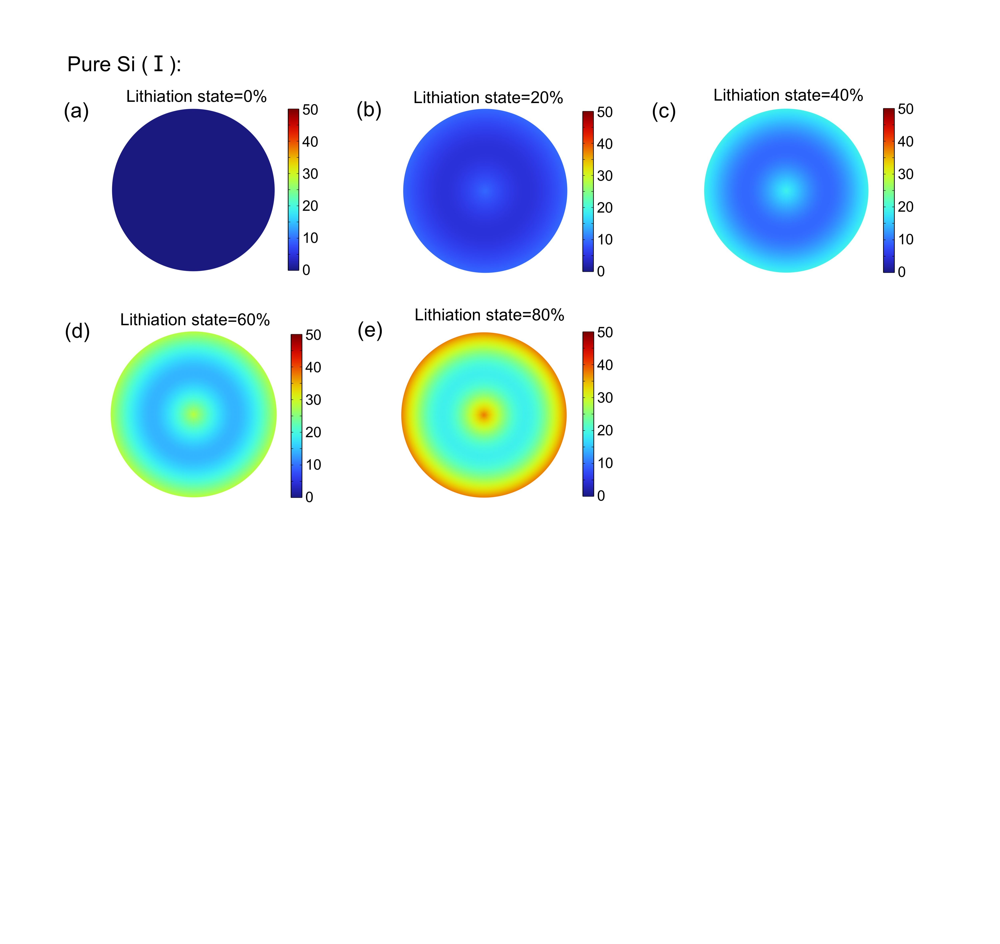 Pure Si ( I ):
(a)
Lithiation state=0%
50
40
30
20
10
0
(b)
Lithiation state=20%
50
40
30
20
10
0
(c)
Lithiation state=40%
50
40
30
20
10
0
(d)
Lithiation state=60%
50
40
30
20
10
0
(e)
Lithiation state=80%
50
40
30
20
10
0